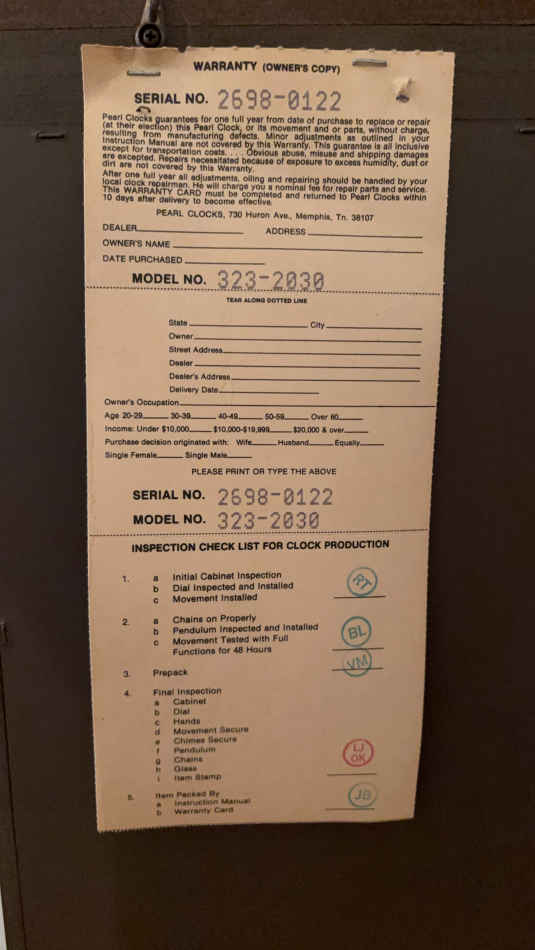 WARRANTY (OWNER'S COPY)
SERIAL NO. 2698-0122
Pearl Clocks guarantees for one full year from date of purchase to replace or repair
(at their election) this Pearl Clock, or its movement and or parts, without charge,
resulting from manufacturing defects. Minor adjustments as outlined in your
Instruction Manual are not covered by this Warranty. This guarantee is all inclusive
except for transportation costs. . . . Obvious abuse, misuse and shipping damages
are excepted. Repairs necessitated because of exposure to excess humidity, dust or
dirt are not covered by this Warranty.
After one full year all adjustments, oiling and repairing should be handled by your
local clock repairman. He will charge you a nominal fee for repair parts and service.
This WARRANTY CARD must be completed and returned to Pearl Clocks within
10 days after delivery to become effective.
PEARL CLOCKS, 730 Huron Ave., Memphis, Tn. 38107
DEALER ADDRESS
OWNER'S NAME
DATE PURCHASED
MODEL NO. 323-2030
TEAR ALONG DOTTED LINE
State City
Owner
Street Address
Dealer
Dealer's Address
Delivery Date
Owner's Occupation
Age 20-29 30-39 40-49 50-59 Over 60
Income: Under $10,000 $10,000-$19,999 $20,000 & over
Purchase decision originated with: Wife Husband Equally
Single Female Single Male
PLEASE PRINT OR TYPE THE ABOVE
SERIAL NO. 2698-0122
MODEL NO. 323-2030
INSPECTION CHECK LIST FOR CLOCK PRODUCTION
1. a Initial Cabinet Inspection
b Dial Inspected and Installed RT
c Movement Installed
2. a Chains on Properly
b Pendulum Inspected and Installed BL
c Movement Tested with Full
Functions for 48 Hours VM
3. Prepack
4. Final Inspection
a Cabinet
b Dial
c Hands
d Movement Secure
e Chimes Secure
f Pendulum LJ
g Chains OK
h Glass
i Item Stamp
5. Item Packed By JB
a Instruction Manual
b Warranty Card